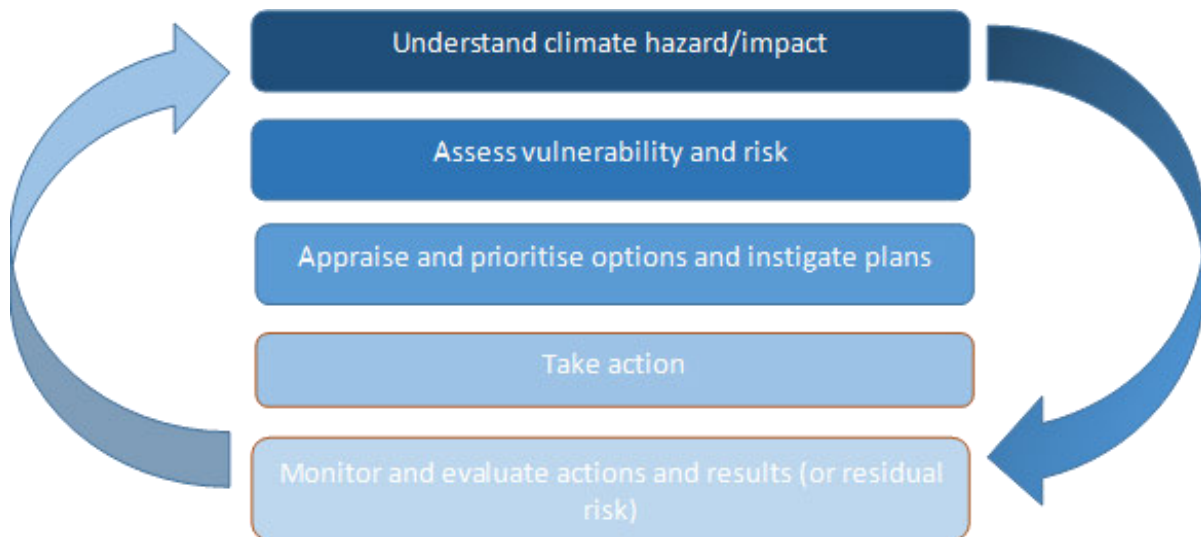 Understand climate hazard/impact
Assess vulnerability and risk
Appraise and prioritise options and instigate plans
Take action
Monitor and evaluate actions and results (or residual
risk)